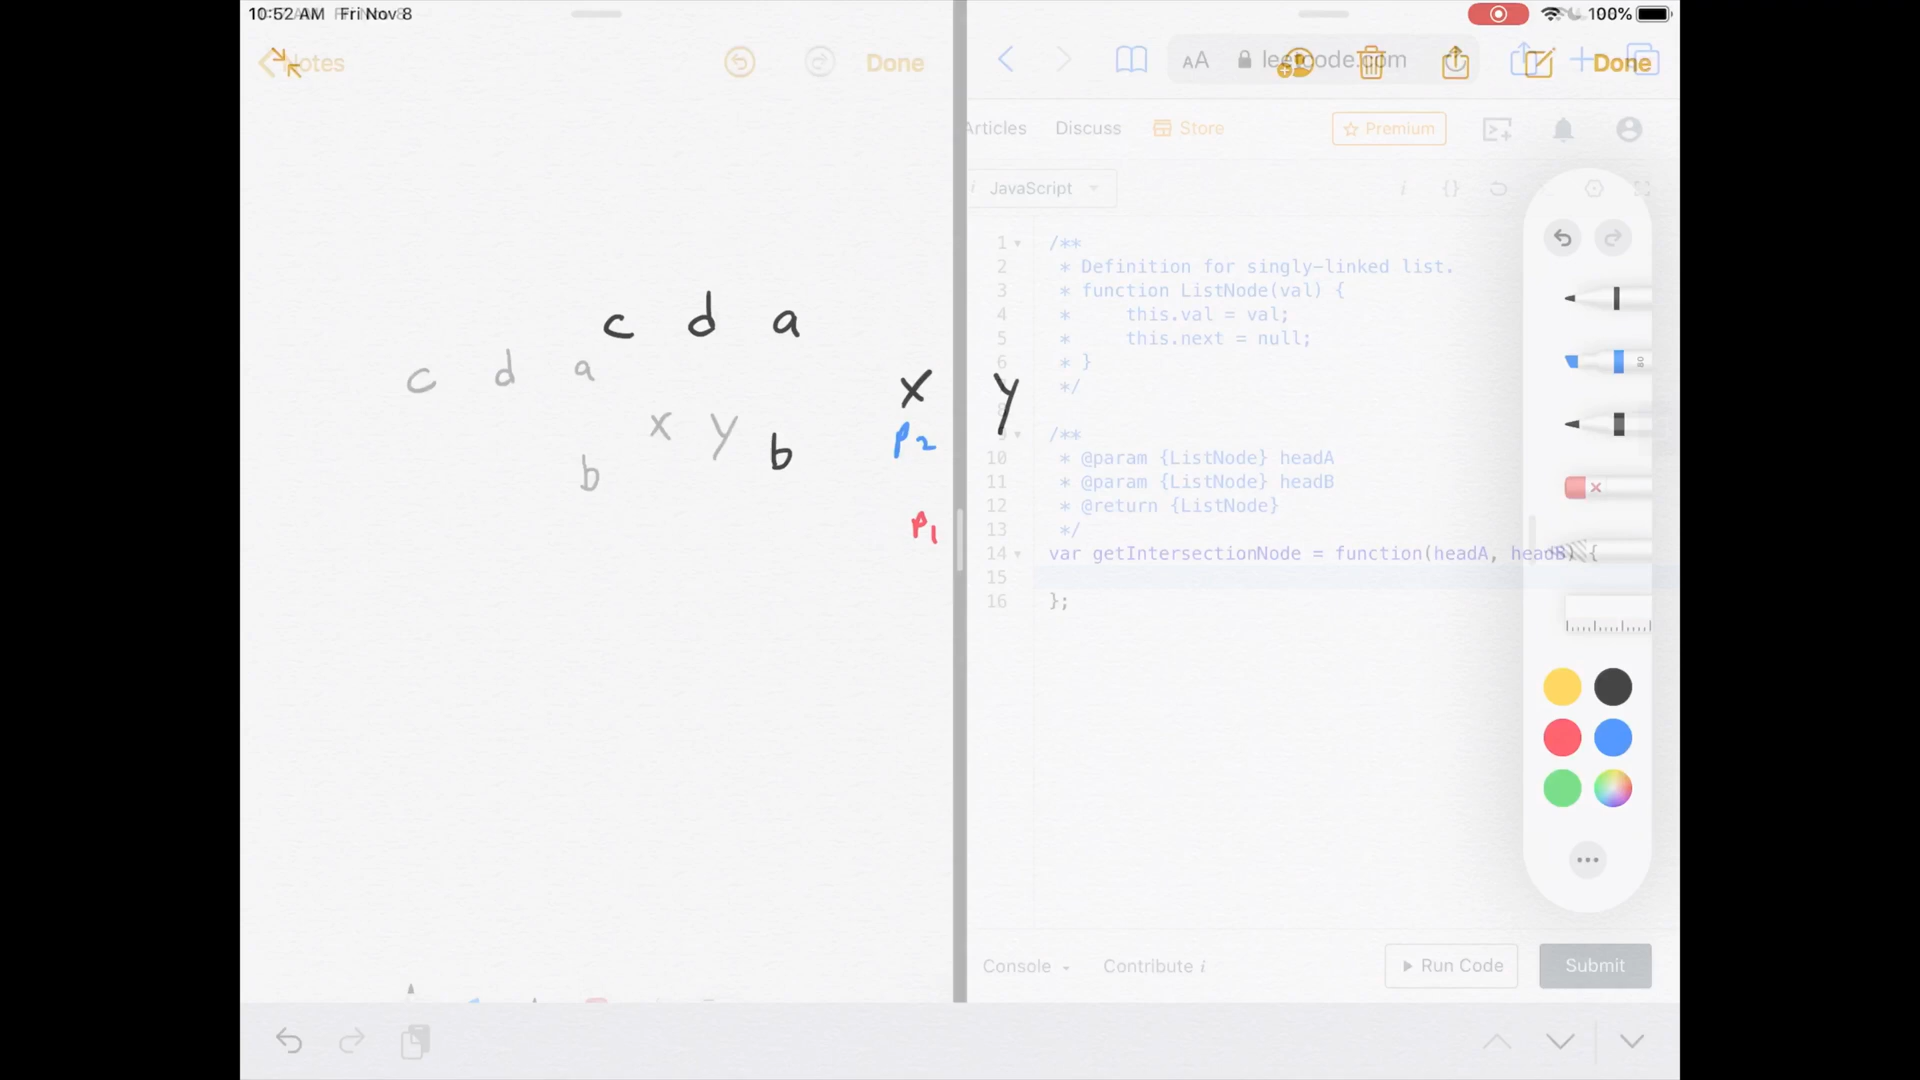 10:52 AM Fri Nov 8
100%
Notes
Done
AA leetcode.com
Done
Articles Discuss Store
Premium
i JavaScript
i {}
1 /**
2 * Definition for singly-linked list.
3 * function ListNode(val) {
4 * this.val = val;
5 * this.next = null;
6 * }
*/
8
9 /**
10 * @param {ListNode} headA
11 * @param {ListNode} headB
12 * @return {ListNode}
13 */
14 var getIntersectionNode = function(headA, headB) {
15
16 };
c d a
c d a
x y
x y
b
b
p2
p1
80
Console
Contribute i
Run Code
Submit